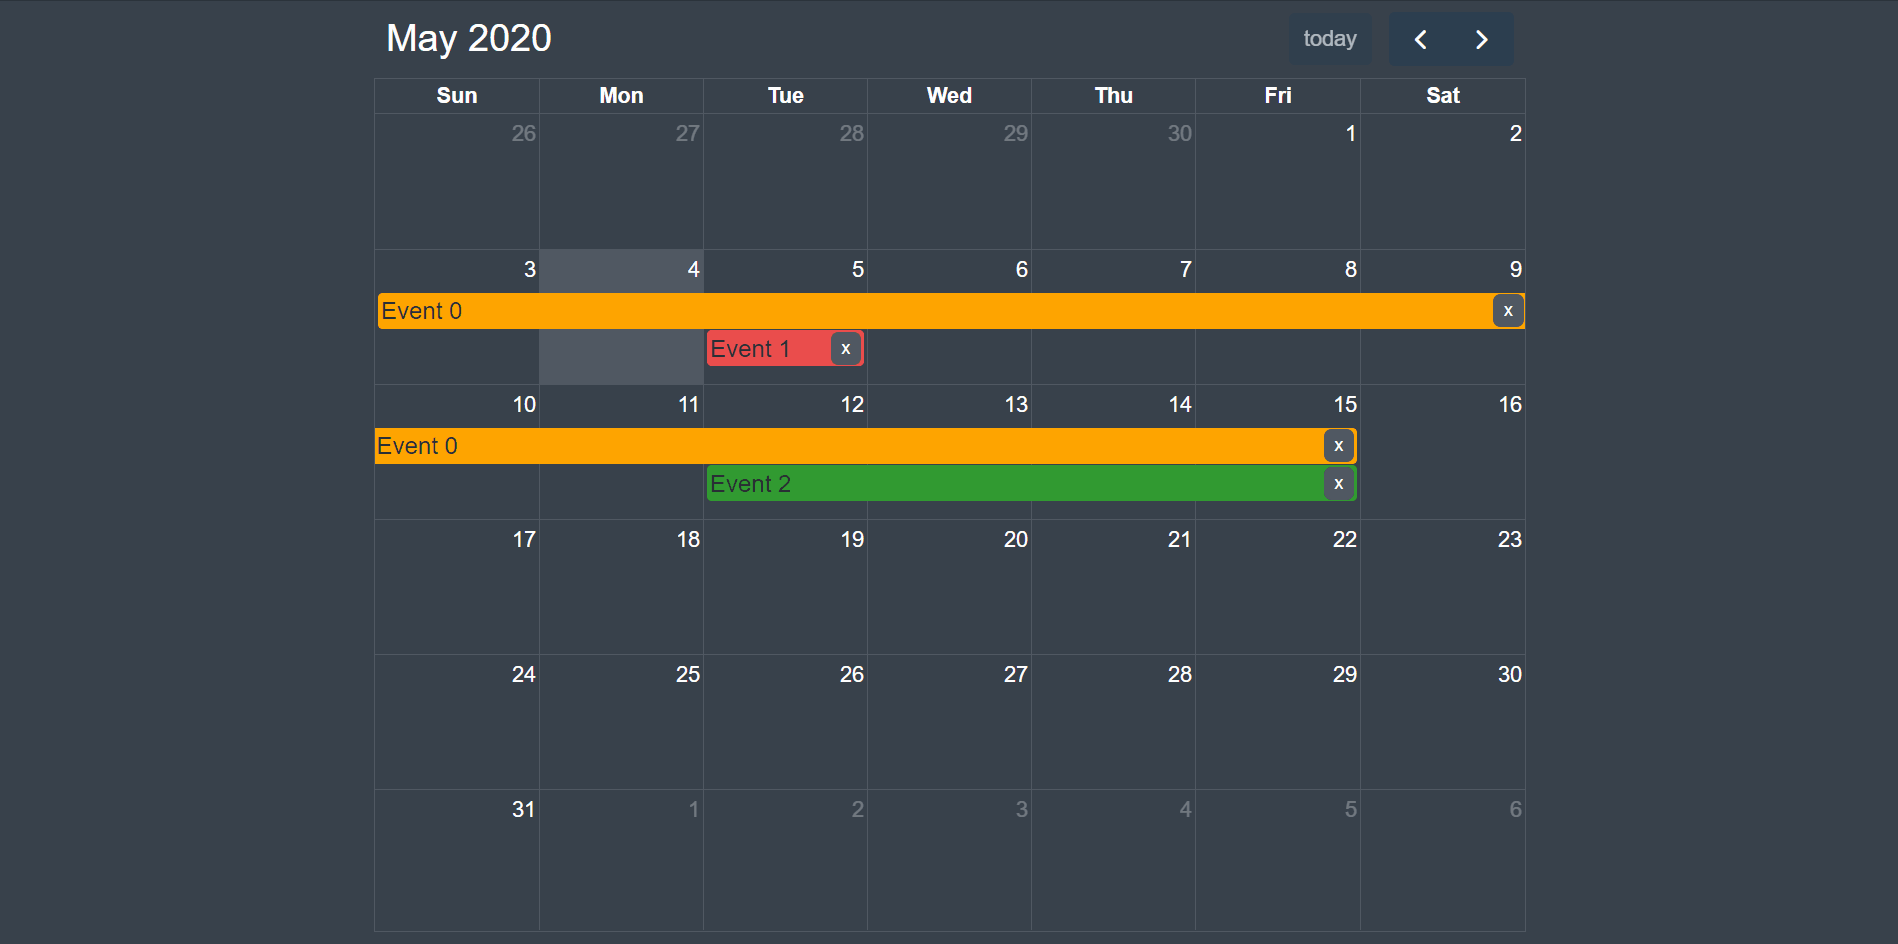 May 2020 today
Sun Mon Tue Wed Thu Fri Sat
26 27 28 29 30 1 2
3 4 5 6 7 8 9
Event 0 x
Event 1 x
10 11 12 13 14 15 16
Event 0 x
Event 2 x
17 18 19 20 21 22 23
24 25 26 27 28 29 30
31 1 2 3 4 5 6